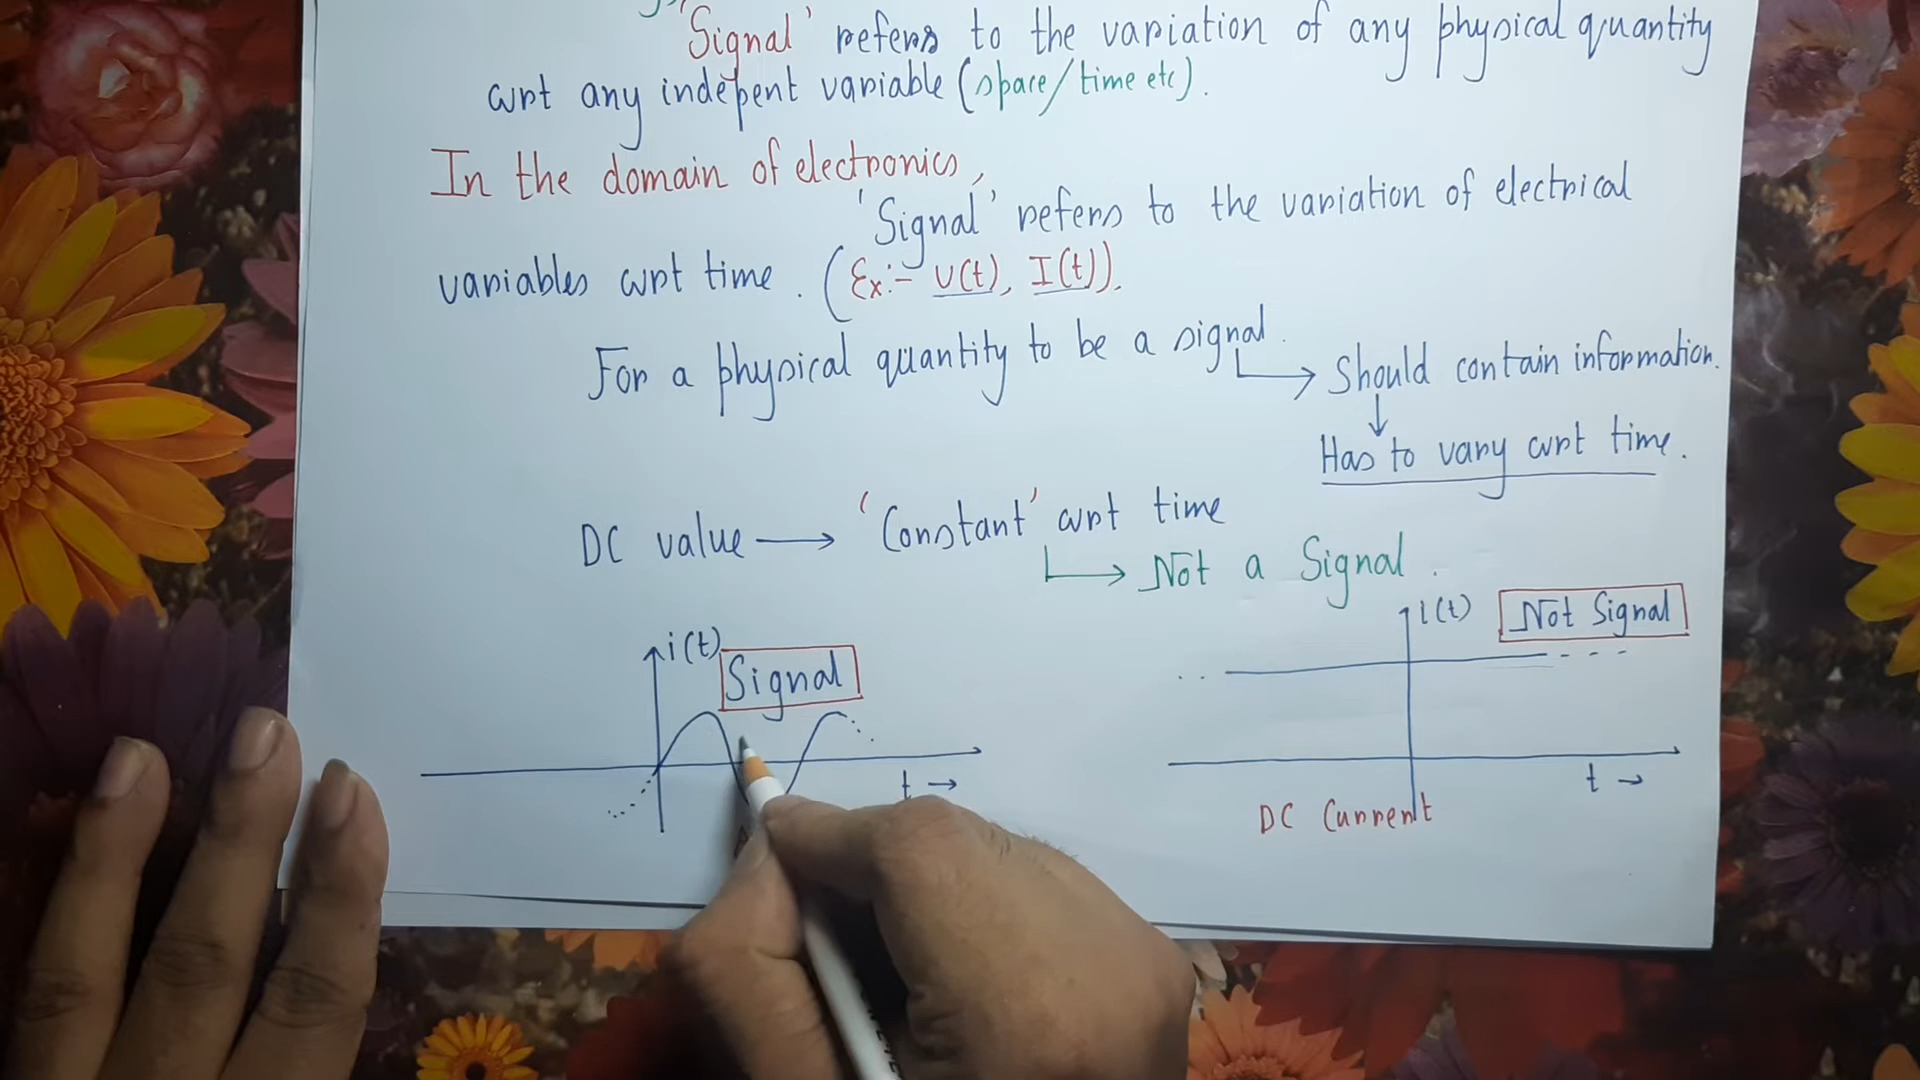 'Signal' refers to the variation of any physical quantity
wrt any indepent variable (space/time etc).
In the domain of electronics,
'Signal' refers to the variation of electrical
variables wrt time. (Ex:- v(t), I(t)).
For a physical quantity to be a signal.
Should contain information.
Has to vary wrt time.
DC value → 'Constant' wrt time
Not a Signal.
i(t)
Signal
t →
i(t)
Not Signal
t →
DC Current